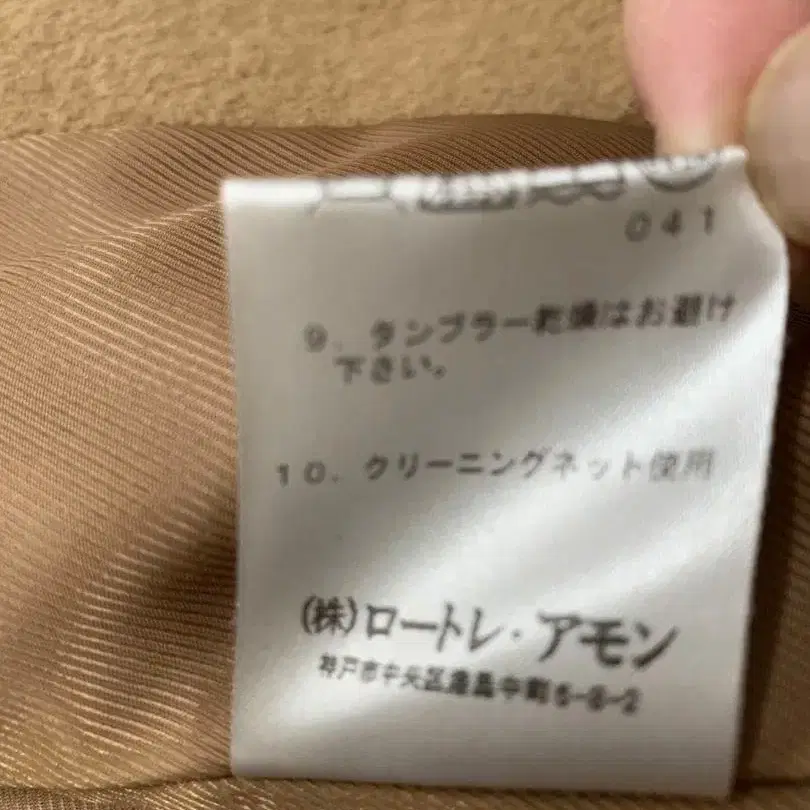 041
9. タンブラー乾燥はお避け
下さい。
10. クリーニングネット使用
(株)ロートレ・アモン
神戸市中央区港島中町6-8-2